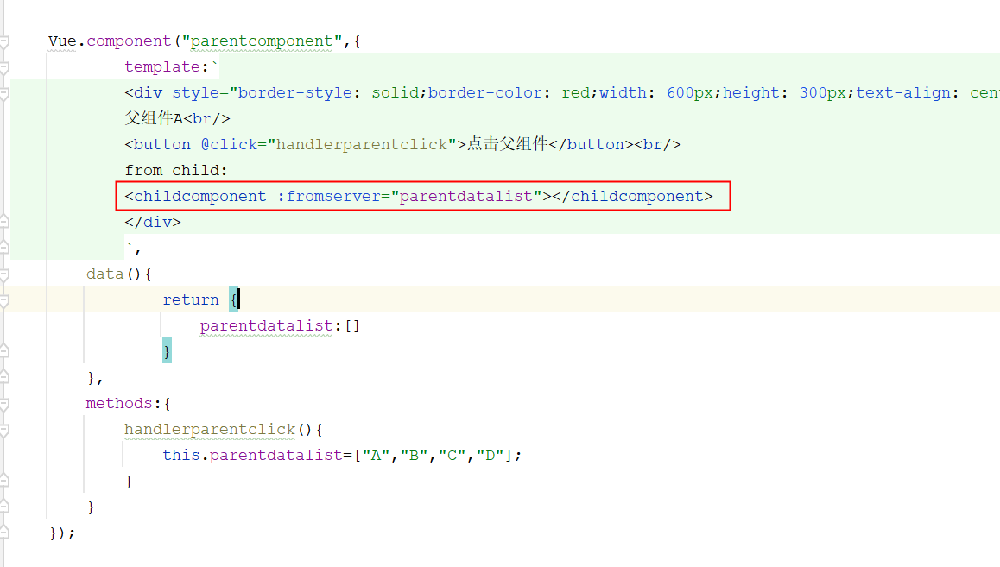 Vue.component("parentcomponent",{
template:`
<div style="border-style: solid;border-color: red;width: 600px;height: 300px;text-align: cen
父组件A<br/>
<button @click="handlerparentclick">点击父组件</button><br/>
from child:
<childcomponent :fromserver="parentdatalist"></childcomponent>
</div>
`,
data(){
return {
parentdatalist:[]
}
},
methods:{
handlerparentclick(){
this.parentdatalist=["A","B","C","D"];
}
}
});